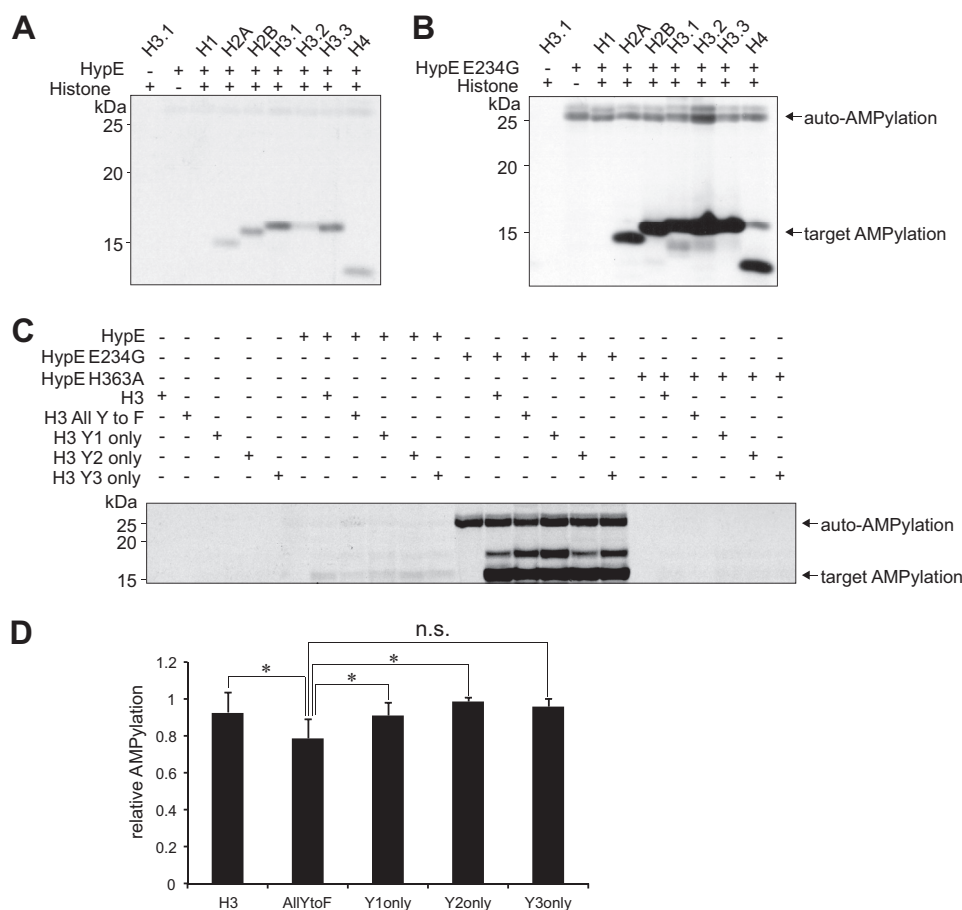 A
H3.1 H1 H2A H2B H3.1 H3.2 H3.3 H4
HypE - + + + + + + + +
Histone + - + + + + + + +
kDa
25
20
15
B
H3.1 H1 H2A H2B H3.1 H3.2 H3.3 H4
HypE E234G - + + + + + + + +
Histone + - + + + + + + +
kDa
25
20
15
auto-AMPylation
target AMPylation
C
HypE - - - - - + + + + + + - - - - - - - - - - - -
HypE E234G - - - - - - - - - - - + + + + + + - - - - - -
HypE H363A - - - - - - - - - - - - - - - - - + + + + + +
H3 + - - - - - + - - - - - + - - - - - + - - - -
H3 All Y to F - + - - - - - + - - - - - + - - - - - + - - -
H3 Y1 only - - + - - - - - + - - - - - + - - - - - + - -
H3 Y2 only - - - + - - - - - + - - - - - + - - - - - + -
H3 Y3 only - - - - + - - - - - + - - - - - + - - - - - +
kDa
25
20
15
auto-AMPylation
target AMPylation
D
n.s.
* * *
relative AMPylation
1.2
1
0.8
0.6
0.4
0.2
0
H3 AllYtoF Y1only Y2only Y3only